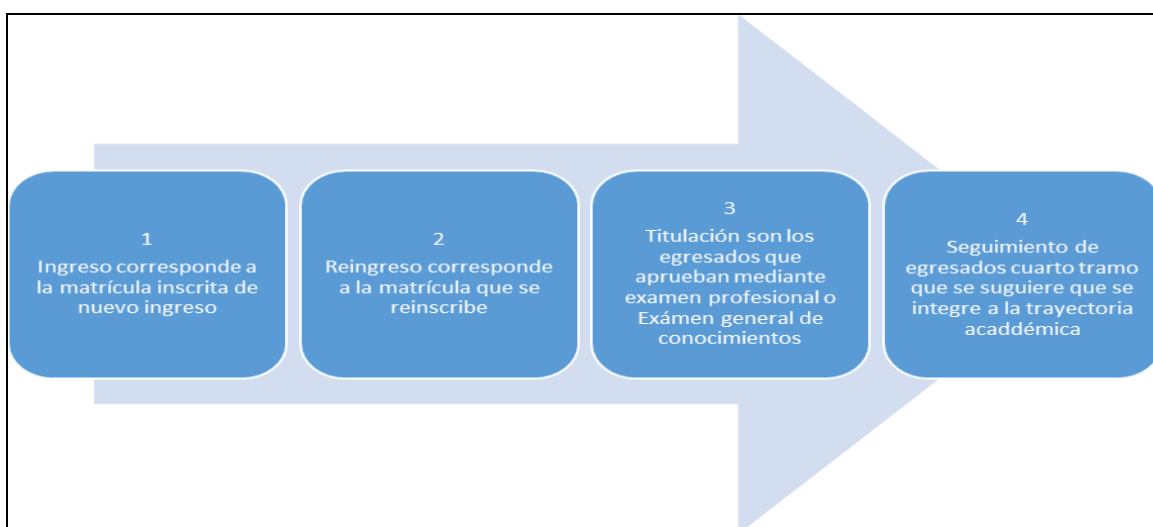 1
Ingreso corresponde a
la matrícula inscrita de
nuevo ingreso
2
Reingreso corresponde
a la matrícula que se
reinscribe
3
Titulación son los
egresados que
aprueban mediante
examen profesional o
Exámen general de
conocimientos
4
Seguimiento de
egresados cuarto tramo
que se suguiere que se
integre a la trayectoria
acaddémica